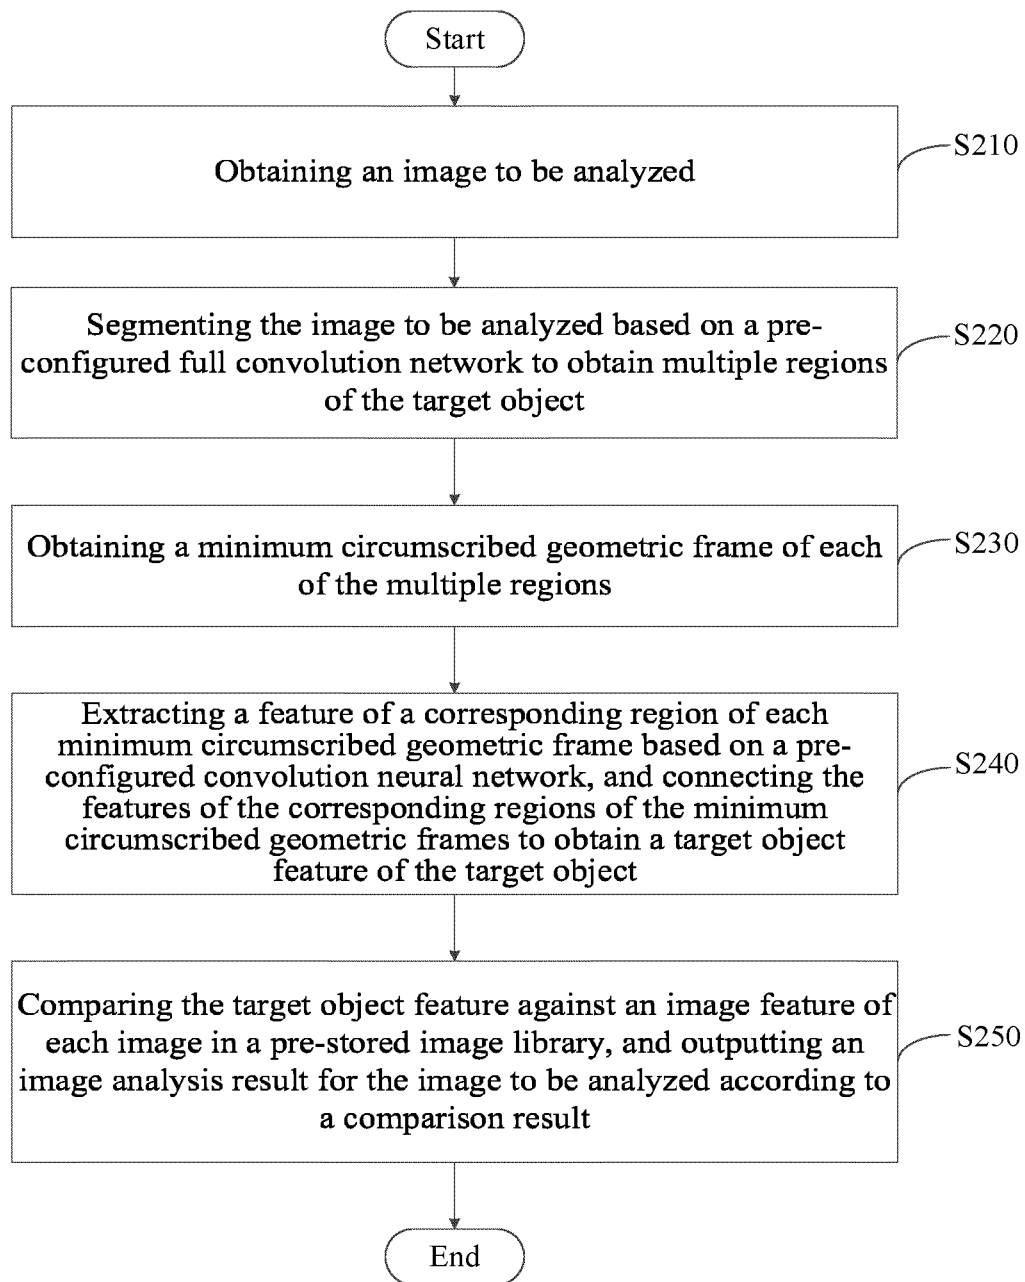 Start
Obtaining an image to be analyzed
S210
Segmenting the image to be analyzed based on a pre-
configured full convolution network to obtain multiple regions
of the target object
S220
Obtaining a minimum circumscribed geometric frame of each
of the multiple regions
S230
Extracting a feature of a corresponding region of each
minimum circumscribed geometric frame based on a pre-
configured convolution neural network, and connecting the
features of the corresponding regions of the minimum
circumscribed geometric frames to obtain a target object
feature of the target object
S240
Comparing the target object feature against an image feature of
each image in a pre-stored image library, and outputting an
image analysis result for the image to be analyzed according to
a comparison result
S250
End